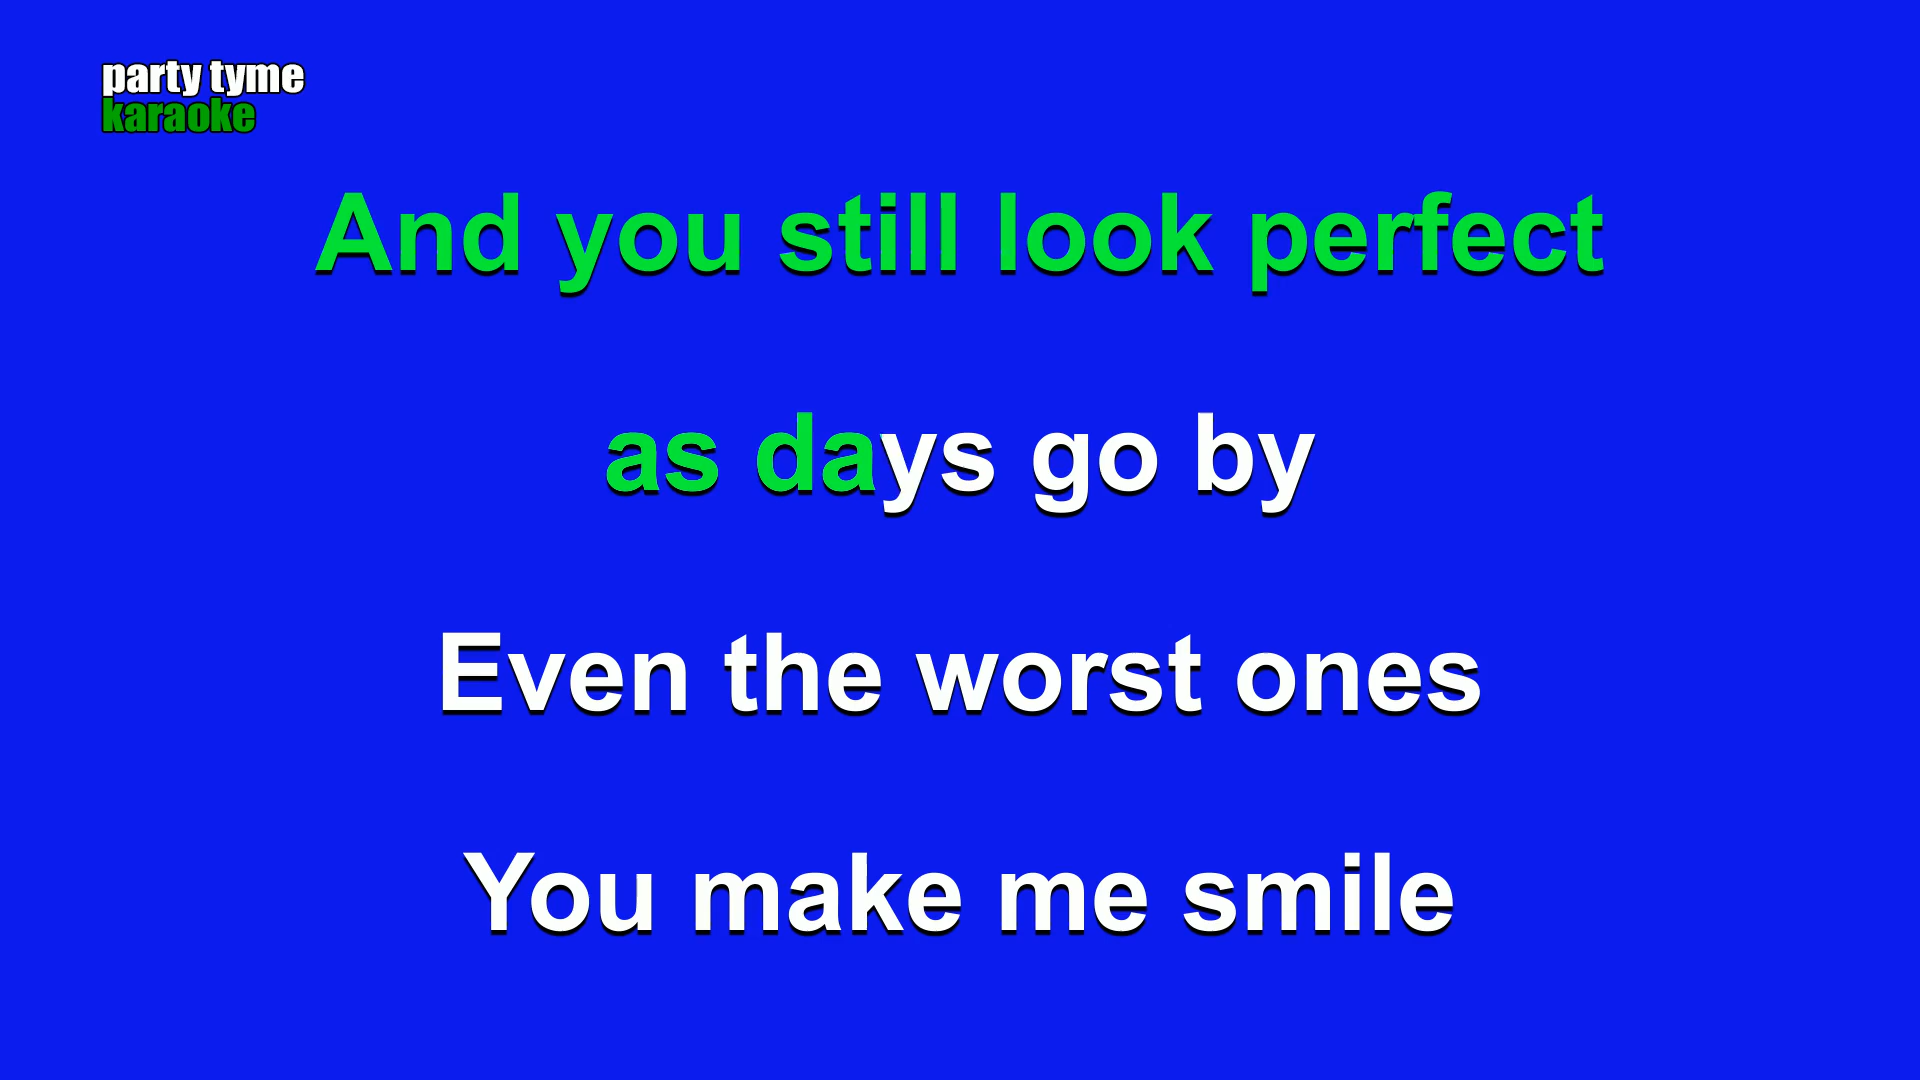 party tyme
karaoke
And you still look perfect
as days go by
Even the worst ones
You make me smile